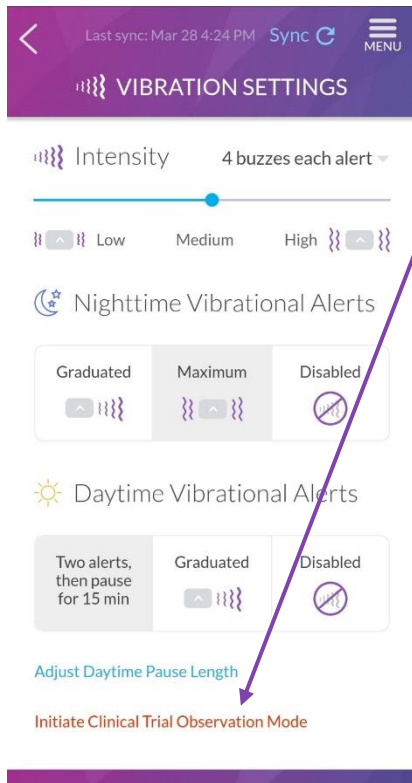 Last sync: Mar 28 4:24 PM Sync
MENU
VIBRATION SETTINGS
Intensity 4 buzzes each alert
Low Medium High
Nighttime Vibrational Alerts
Graduated Maximum Disabled
Daytime Vibrational Alerts
Two alerts, Graduated Disabled
then pause
for 15 min
Adjust Daytime Pause Length
Initiate Clinical Trial Observation Mode